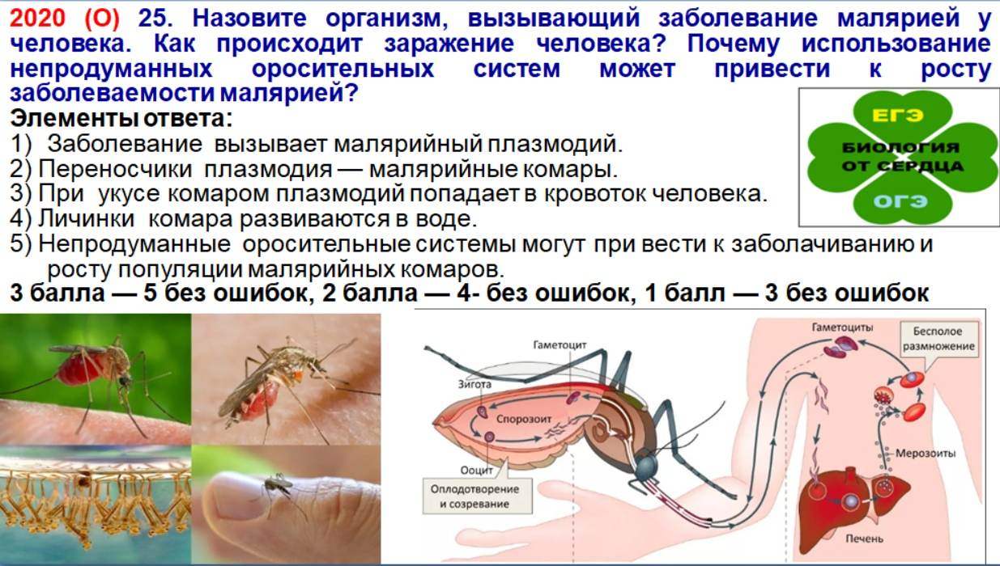 2020 (О) 25. Назовите организм, вызывающий заболевание малярией у
человека. Как происходит заражение человека? Почему использование
непродуманных оросительных систем может привести к росту
заболеваемости малярией?
Элементы ответа:
1) Заболевание вызывает малярийный плазмодий.
2) Переносчики плазмодия — малярийные комары.
3) При укусе комаром плазмодий попадает в кровоток человека.
4) Личинки комара развиваются в воде.
5) Непродуманные оросительные системы могут при вести к заболачиванию и
росту популяции малярийных комаров.
3 балла — 5 без ошибок, 2 балла — 4- без ошибок, 1 балл — 3 без ошибок
ЕГЭ
БИОЛОГИЯ
ОТ СЕРДЦА
ОГЭ
Гаметоцит
Зигота
Спорозоит
Ооцит
Оплодотворение
и созревание
Гаметоциты
Бесполое
размножение
Мерозоиты
Печень